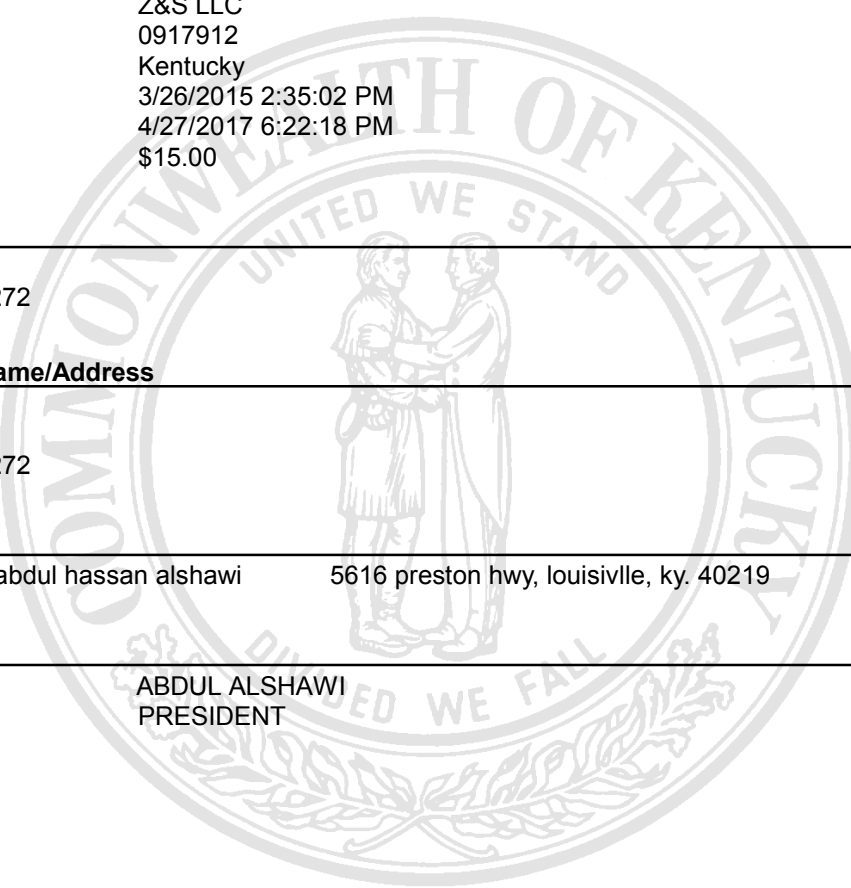 Z&S LLC
0917912
Kentucky
3/26/2015 2:35:02 PM
4/27/2017 6:22:18 PM
$15.00
COMMONWEALTH OF KENTUCKY
UNITED WE STAND
272
ame/Address
272
abdul hassan alshawi 5616 preston hwy, louisivlle, ky. 40219
DIVIDED WE FALL
ABDUL ALSHAWI
PRESIDENT